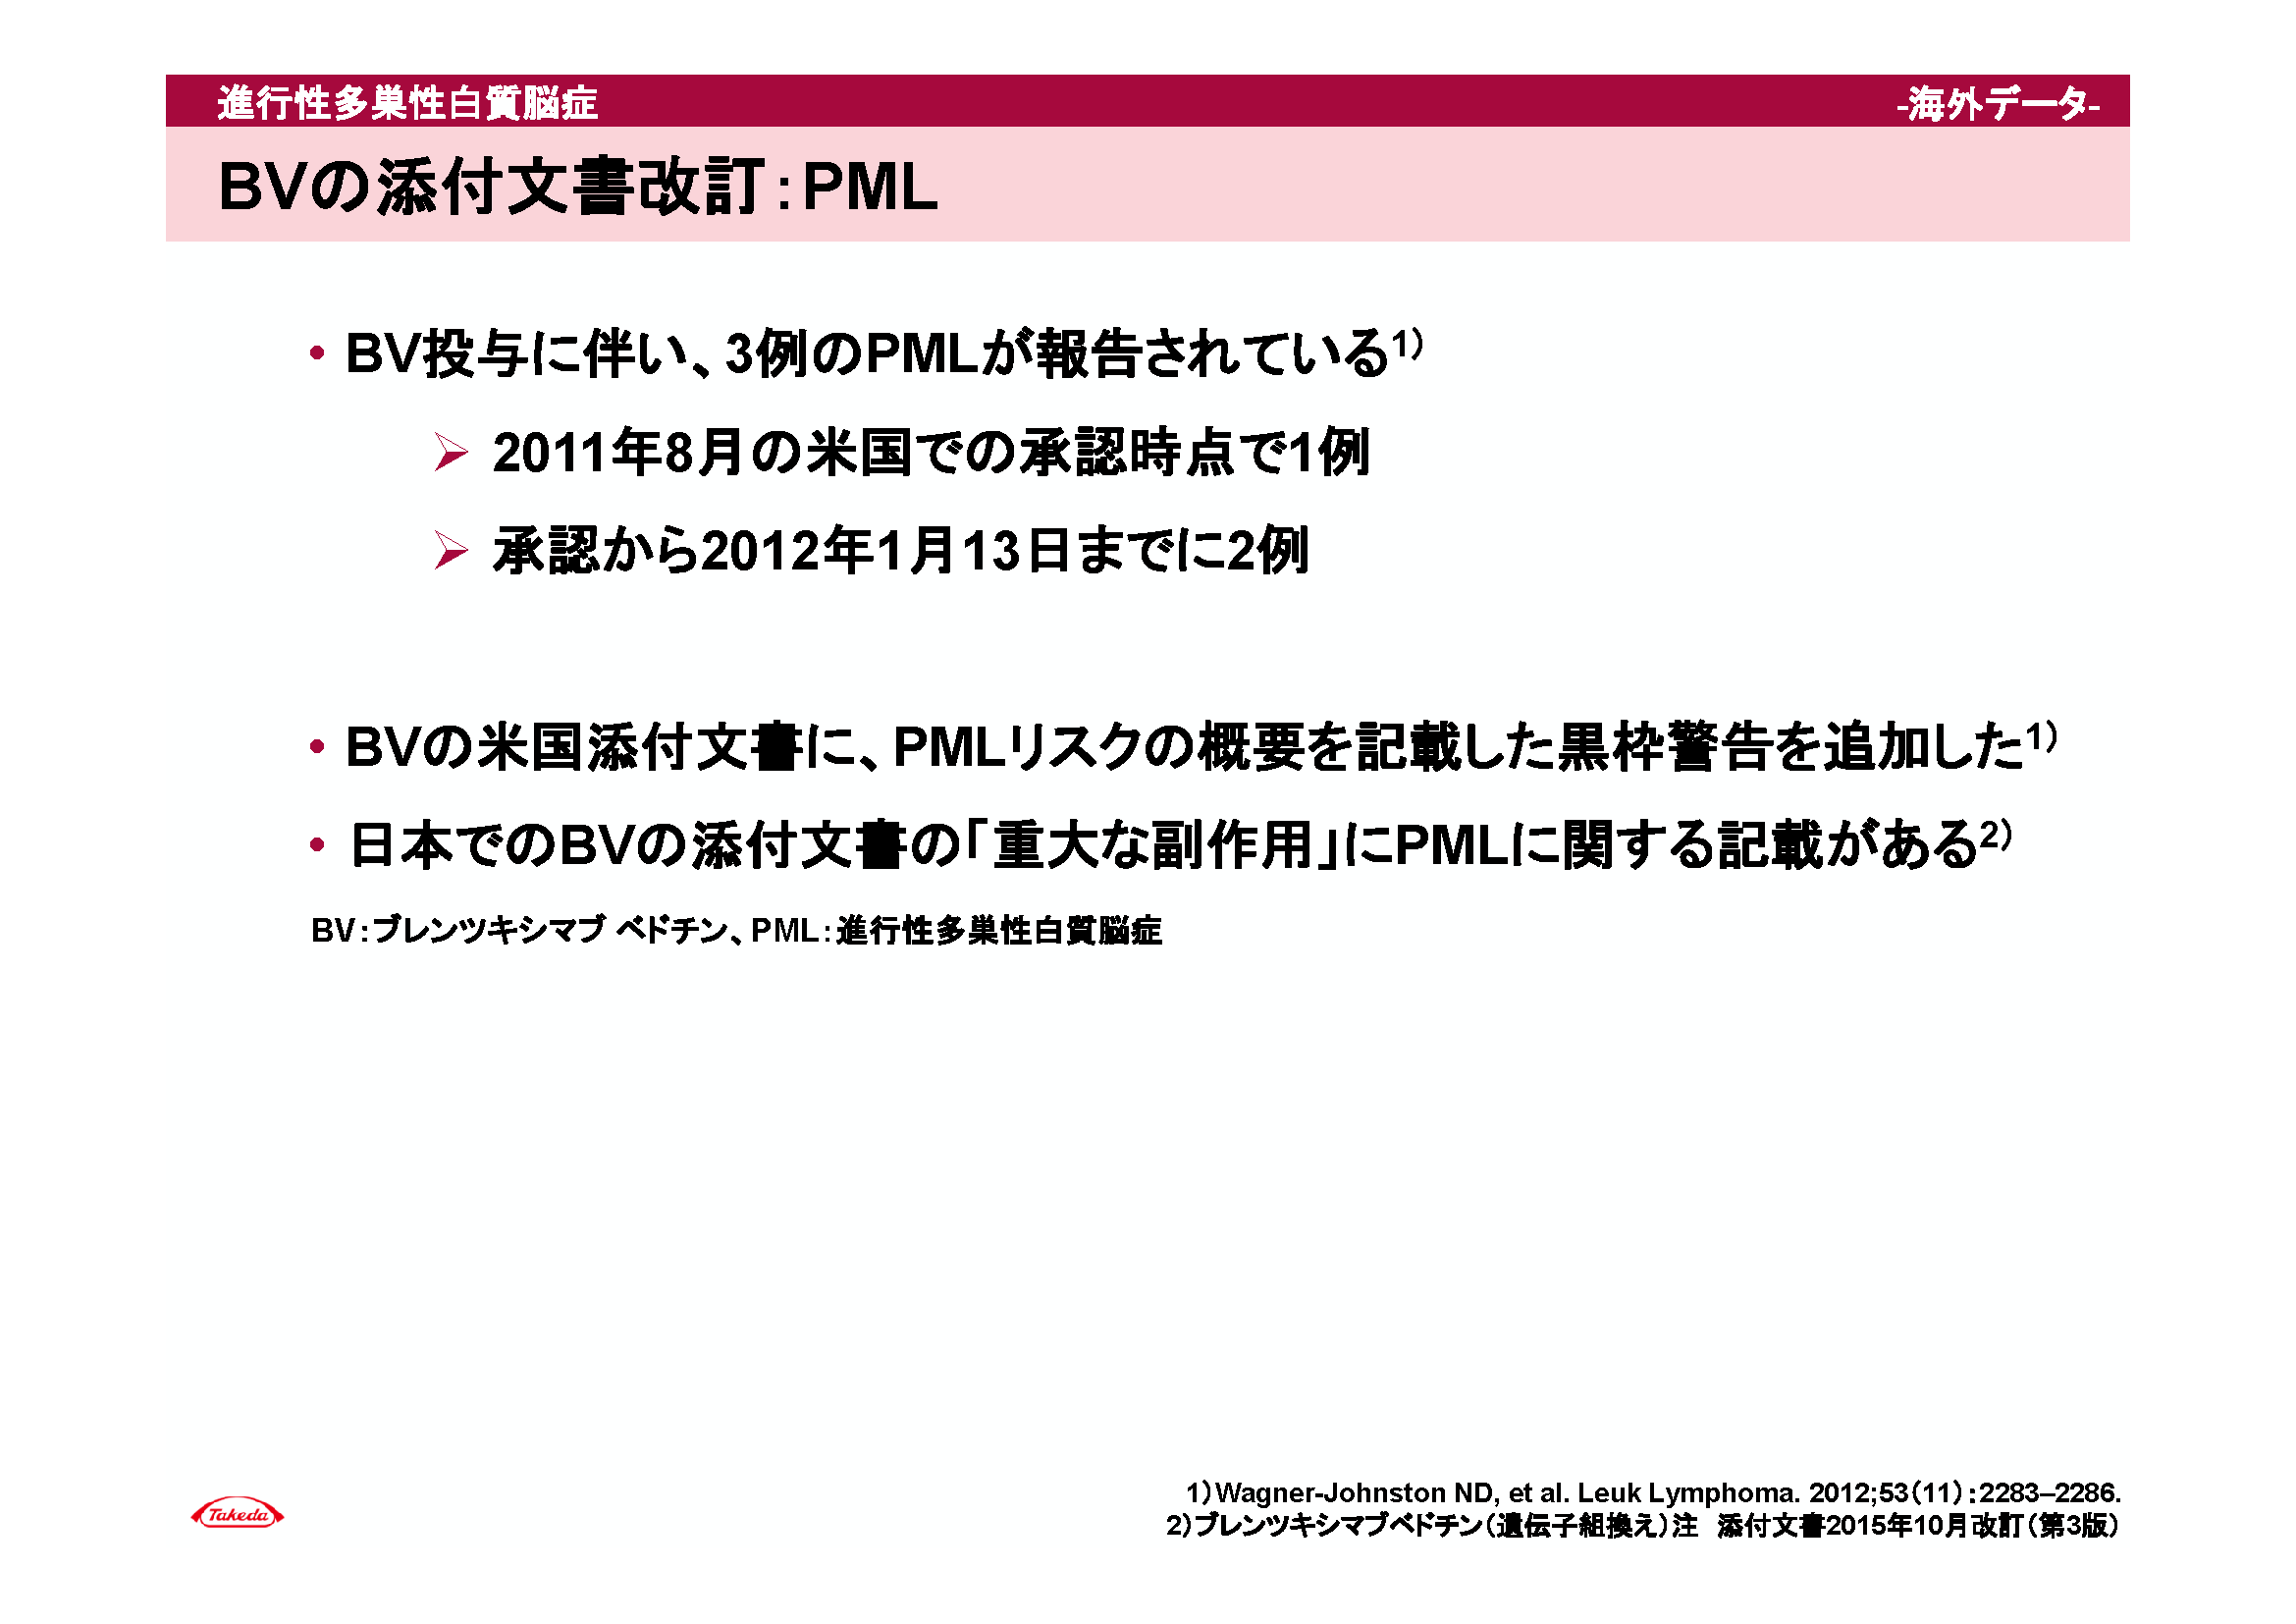 進行性多巣性白質脳症
-海外データ-
BVの添付文書改訂：PML
• BV投与に伴い、3例のPMLが報告されている1）
➢ 2011年8月の米国での承認時点で1例
➢ 承認から2012年1月13日までに2例
• BVの米国添付文書に、PMLリスクの概要を記載した黒枠警告を追加した1）
• 日本でのBVの添付文書の「重大な副作用」にPMLに関する記載がある2）
BV：ブレンツキシマブ ベドチン、PML：進行性多巣性白質脳症
Takeda
1）Wagner-Johnston ND, et al. Leuk Lymphoma. 2012;53（11）：2283–2286.
2）ブレンツキシマブベドチン（遺伝子組換え）注　添付文書2015年10月改訂（第3版）